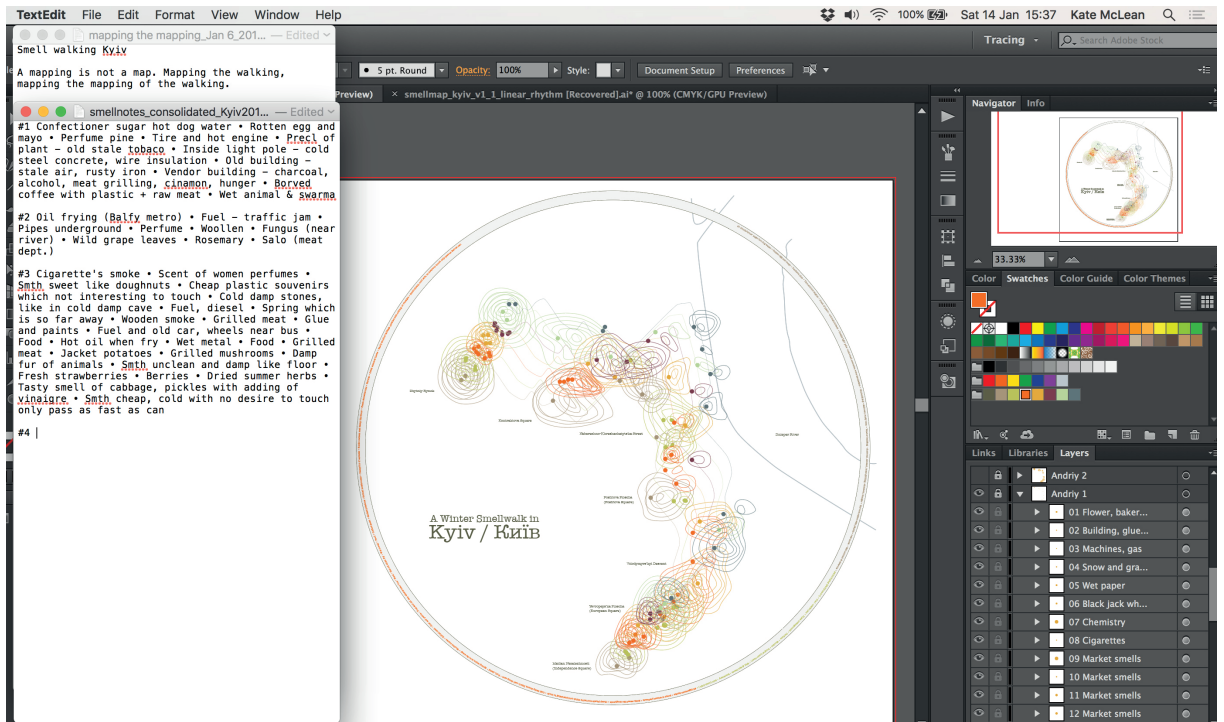 TextEdit File Edit Format View Window Help
100% Sat 14 Jan 15:37 Kate McLean
mapping the mapping_Jan 6_201... — Edited
Smell walking Kyiv
A mapping is not a map. Mapping the walking,
mapping the mapping of the walking.
smellnotes_consolidated_Kyiv201... — Edited
#1 Confectioner sugar hot dog water • Rotten egg and
mayo • Perfume pine • Tire and hot engine • Precl of
plant – old stale tobaco • Inside light pole – cold
steel concrete, wire insulation • Old building –
stale air, rusty iron • Vendor building – charcoal,
alcohol, meat grilling, cinamon, hunger • Borved
coffee with plastic + raw meat • Wet animal & swarma
#2 Oil frying (Balfy metro) • Fuel – traffic jam •
Pipes underground • Perfume • Woollen • Fungus (near
river) • Wild grape leaves • Rosemary • Salo (meat
dept.)
#3 Cigarette's smoke • Scent of women perfumes •
Smth sweet like doughnuts • Cheap plastic souvenirs
which not interesting to touch • Cold damp stones,
like in cold damp cave • Fuel, diesel • Spring which
is so far away • Wooden smoke • Grilled meat • Glue
and paints • Fuel and old car, wheels near bus •
Food • Hot oil when fry • Wet metal • Food • Grilled
meat • Jacket potatoes • Grilled mushrooms • Damp
fur of animals • Smth unclean and damp like floor •
Fresh strawberries • Berries • Dried summer herbs •
Tasty smell of cabbage, pickles with adding of
vinaigre • Smth cheap, cold with no desire to touch
only pass as fast as can
#4
Tracing
Search Adobe Stock
5 pt. Round Opacity: 100% Style: Document Setup Preferences
Preview) × smellmap_kyiv_v1_1_linear_rhythm [Recovered].ai* @ 100% (CMYK/GPU Preview)
A Winter Smellwalk in
Kyiv / Київ
Dnieper River
(European Square)
(Independence Square)
Navigator Info
33.33%
Color Swatches Color Guide Color Themes
Links Libraries Layers
Andriy 2
Andriy 1
01 Flower, baker...
02 Building, glue...
03 Machines, gas
04 Snow and gra...
05 Wet paper
06 Black jack wh...
07 Chemistry
08 Cigarettes
09 Market smells
10 Market smells
11 Market smells
12 Market smells